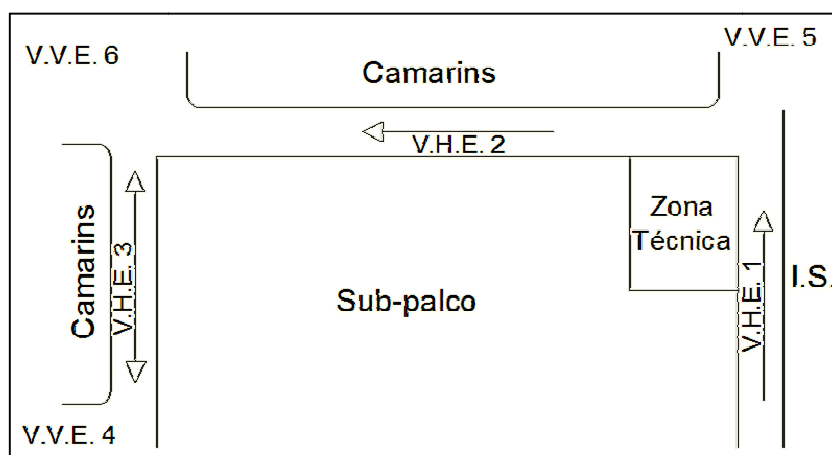 V.V.E. 6
V.V.E. 5
Camarins
V.H.E. 2
Camarins
V.H.E. 3
Zona
Técnica
Sub-palco
V.H.E. 1
I.S.
V.V.E. 4